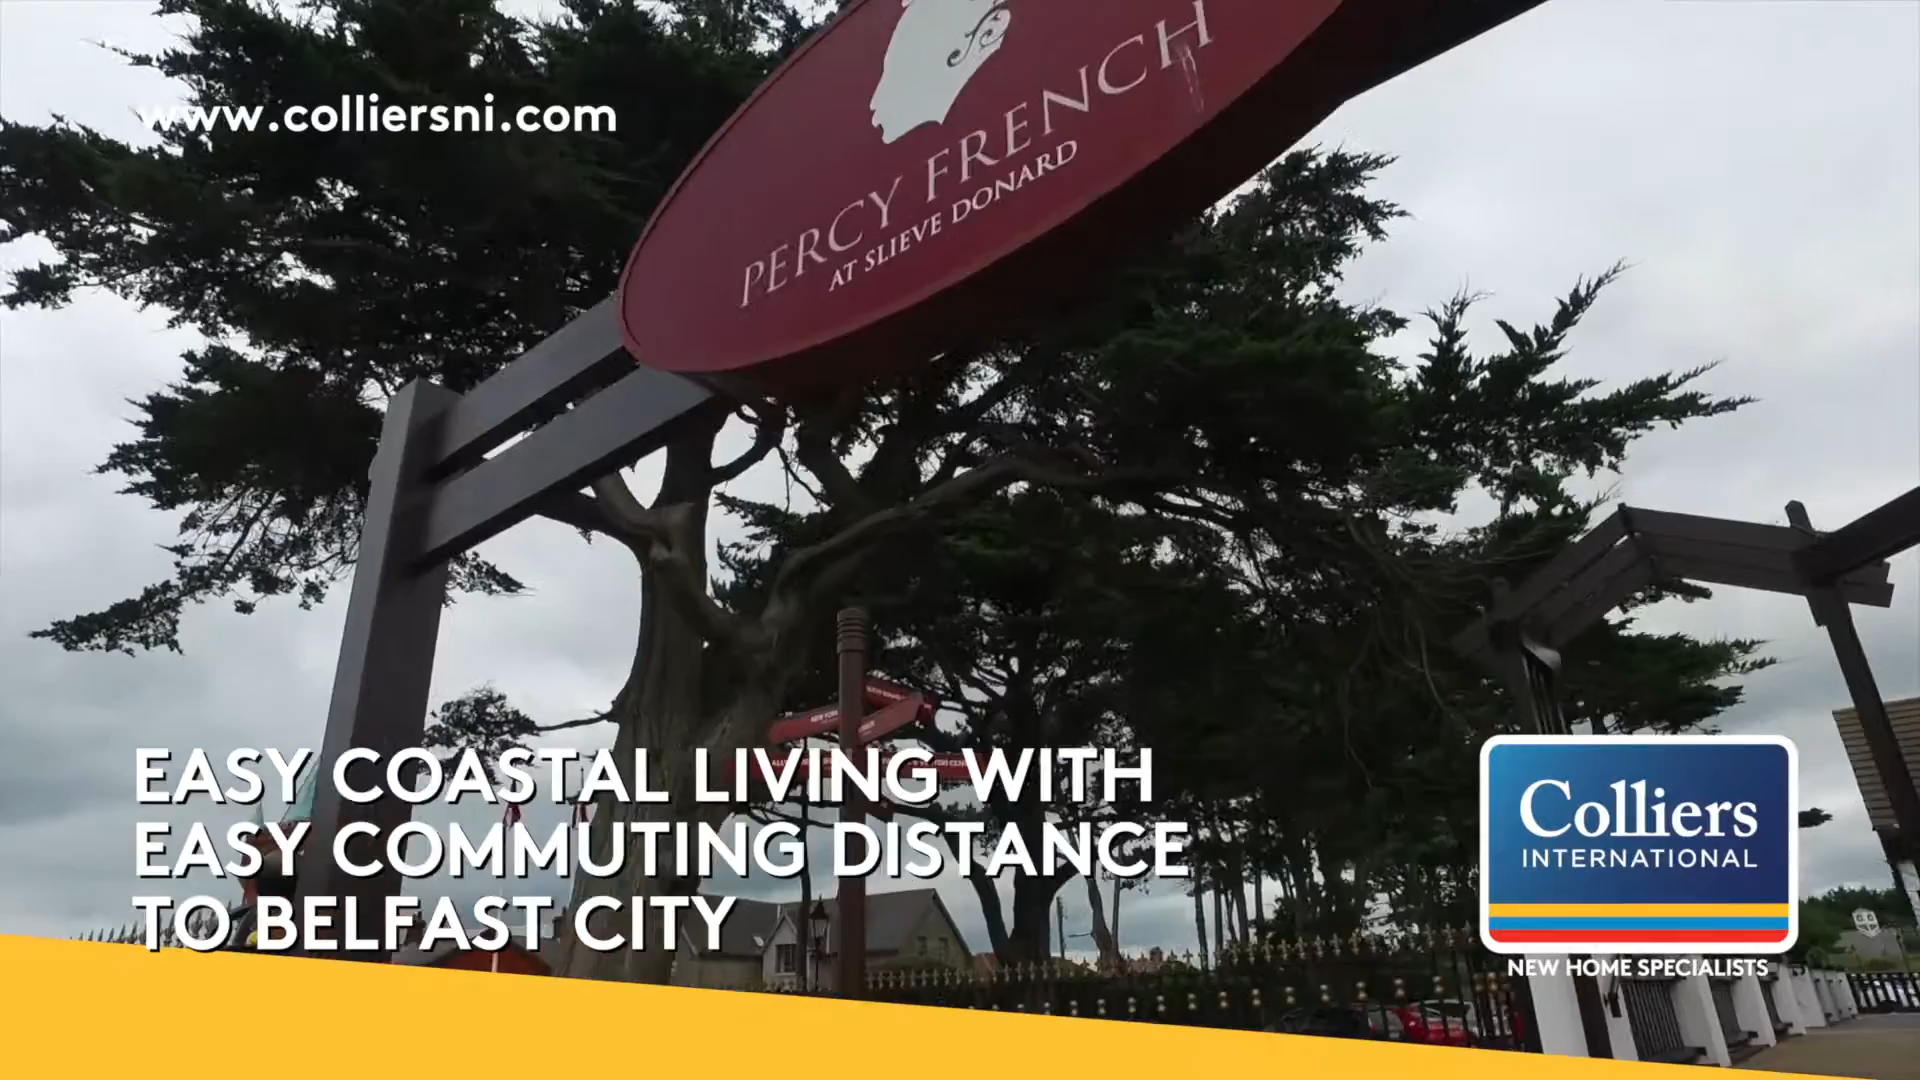 www.colliersni.com
PERCY FRENCH
AT SLIEVE DONARD
EASY COASTAL LIVING WITH
EASY COMMUTING DISTANCE
TO BELFAST CITY
Colliers
INTERNATIONAL
NEW HOME SPECIALISTS